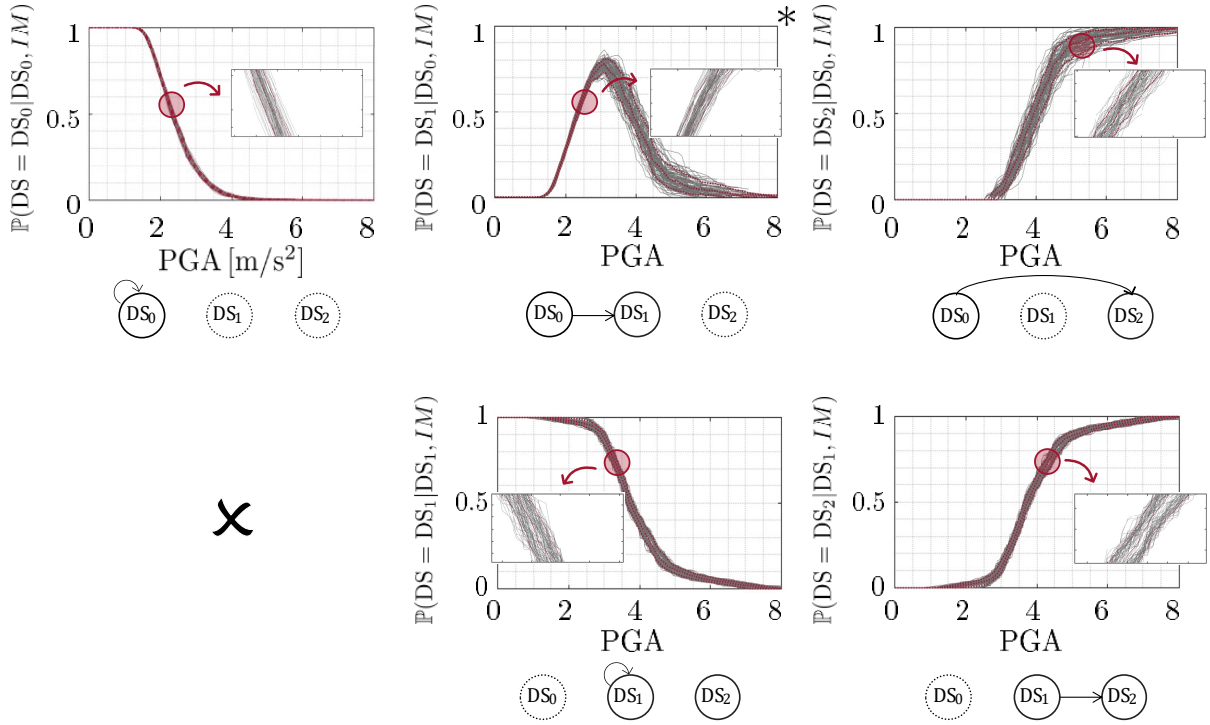 *
ℙ(DS = DS₀|DS₀, IM)
1
0.5
0
0 2 4 6 8
PGA [m/s²]
DS₀ DS₁ DS₂
ℙ(DS = DS₁|DS₀, IM)
1
0.5
0
0 2 4 6 8
PGA
DS₀ DS₁ DS₂
ℙ(DS = DS₂|DS₀, IM)
1
0.5
0
0 2 4 6 8
PGA
DS₀ DS₁ DS₂
x
ℙ(DS = DS₁|DS₁, IM)
1
0.5
0
0 2 4 6 8
PGA
DS₀ DS₁ DS₂
ℙ(DS = DS₂|DS₁, IM)
1
0.5
0
0 2 4 6 8
PGA
DS₀ DS₁ DS₂